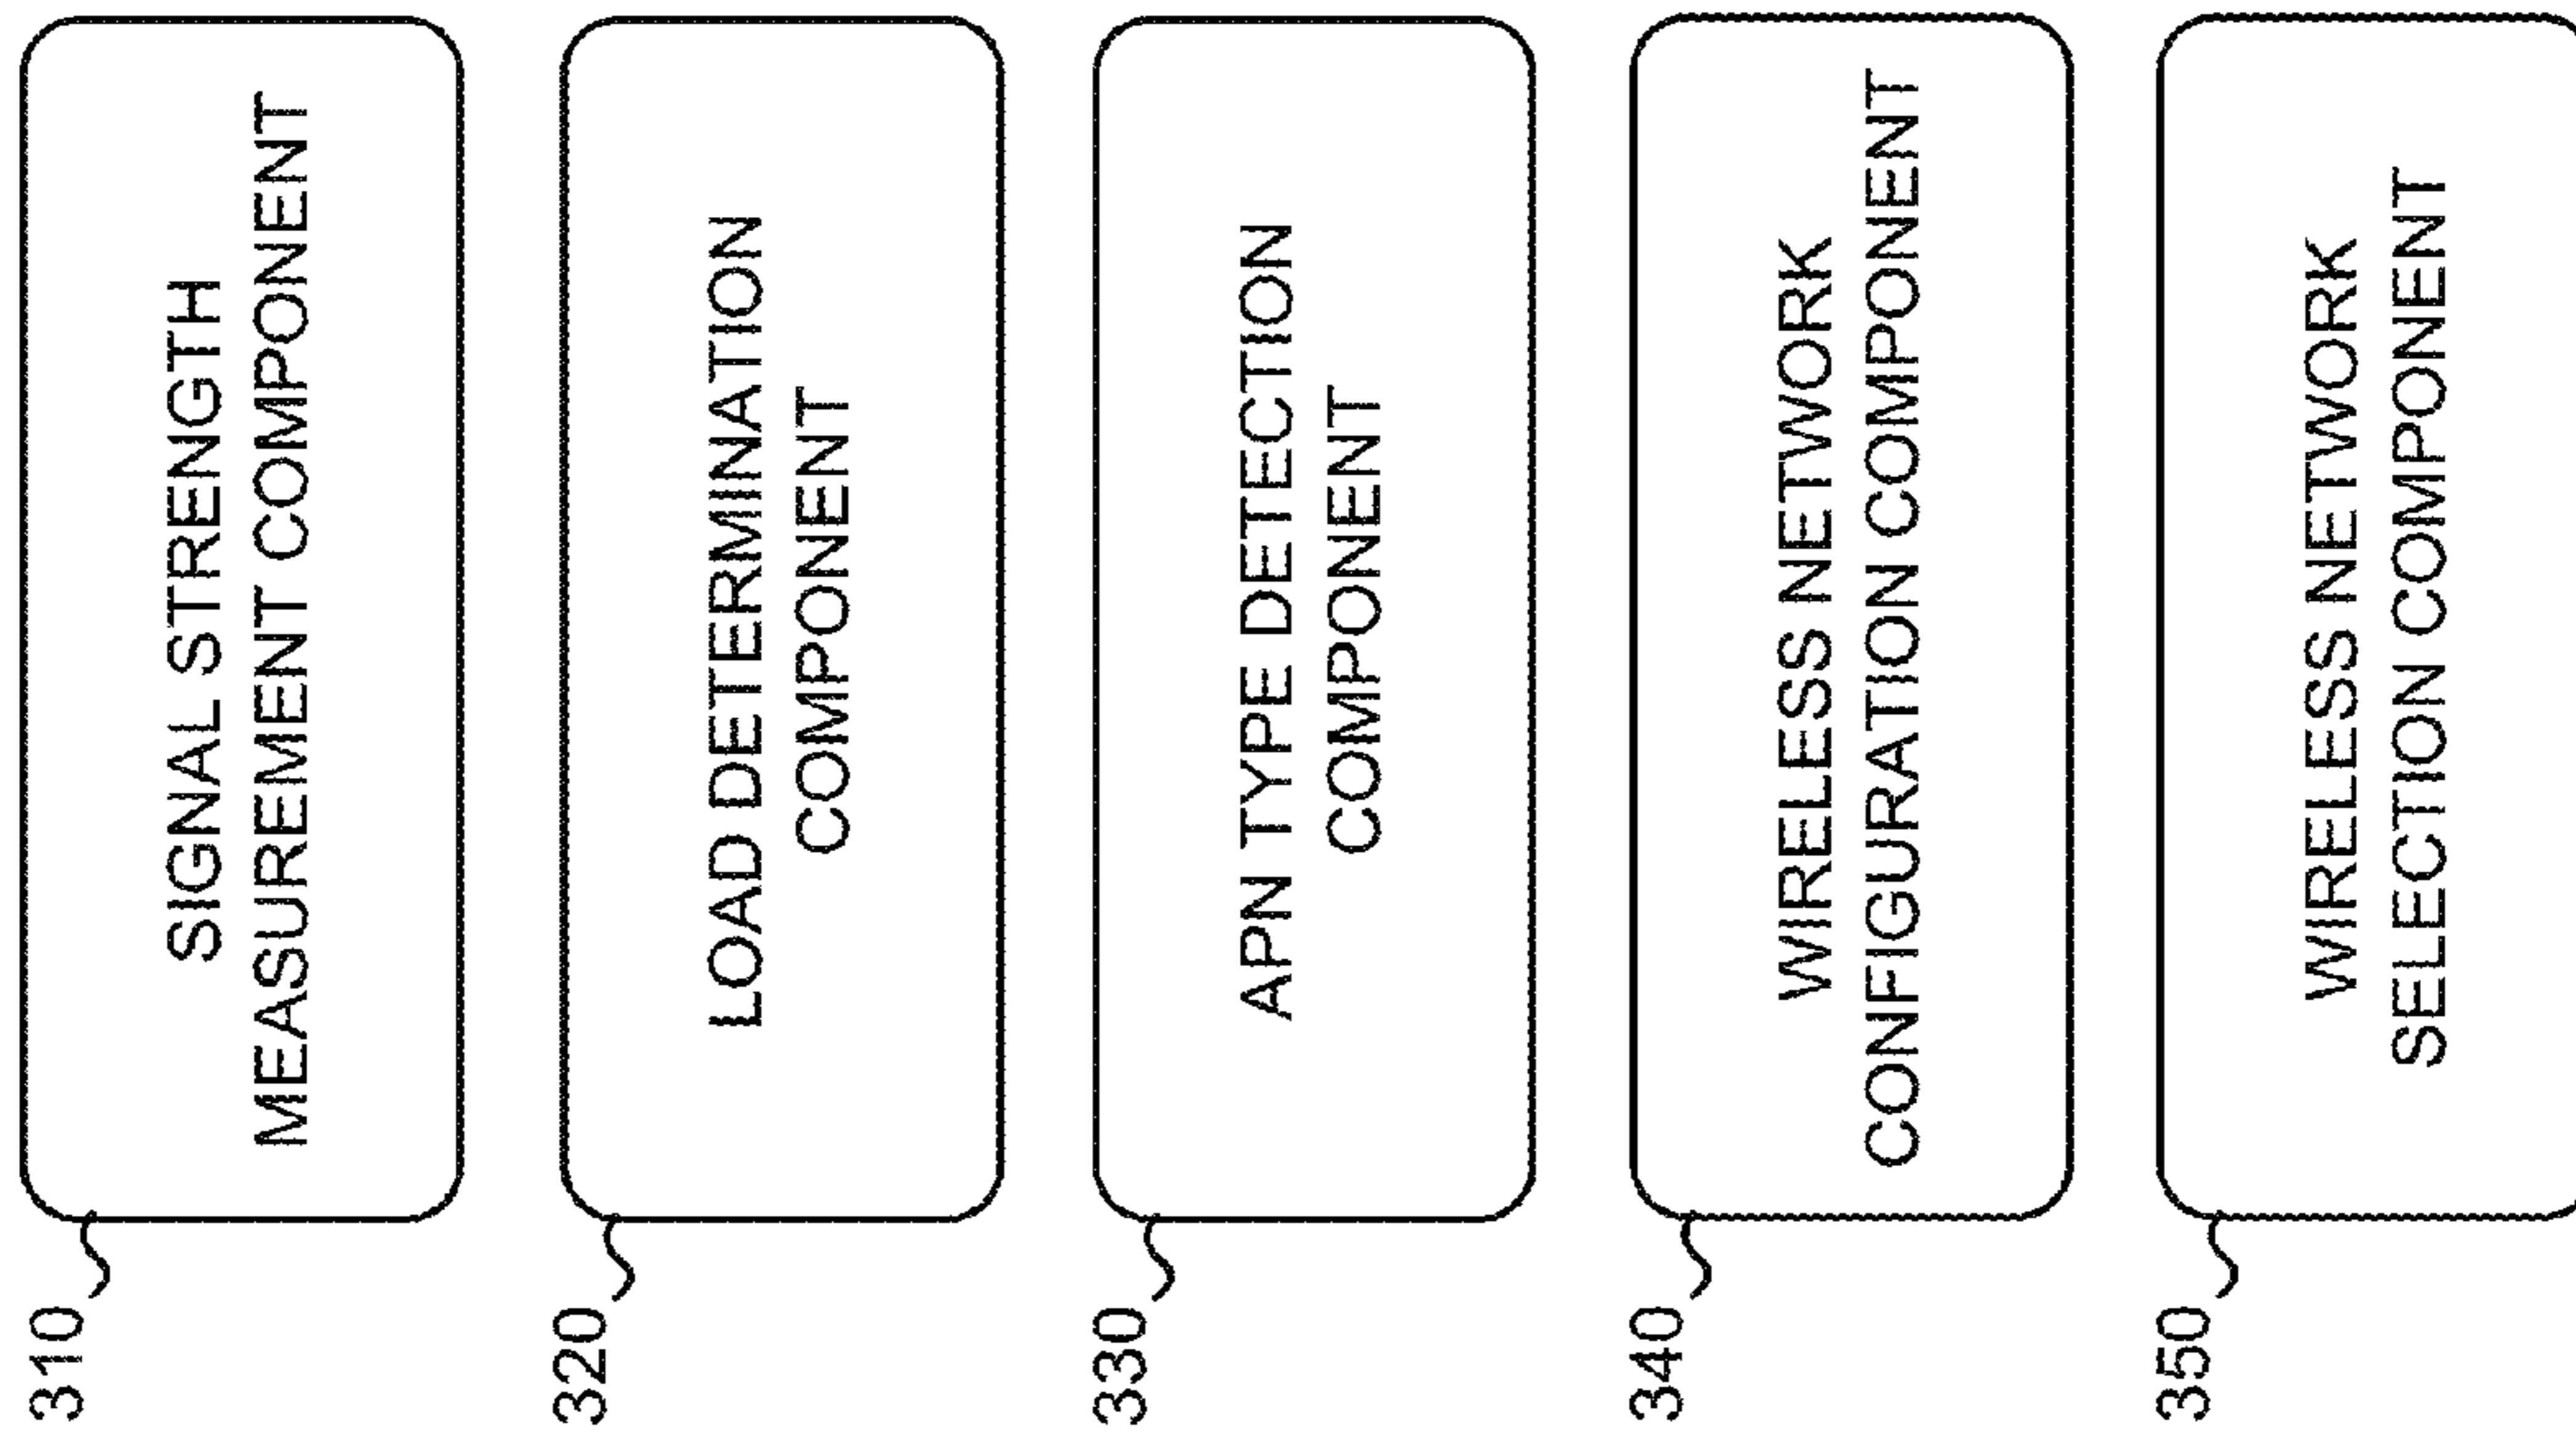 310
SIGNAL STRENGTH
MEASUREMENT COMPONENT
320
LOAD DETERMINATION
COMPONENT
330
APN TYPE DETECTION
COMPONENT
340
WIRELESS NETWORK
CONFIGURATION COMPONENT
350
WIRELESS NETWORK
SELECTION COMPONENT